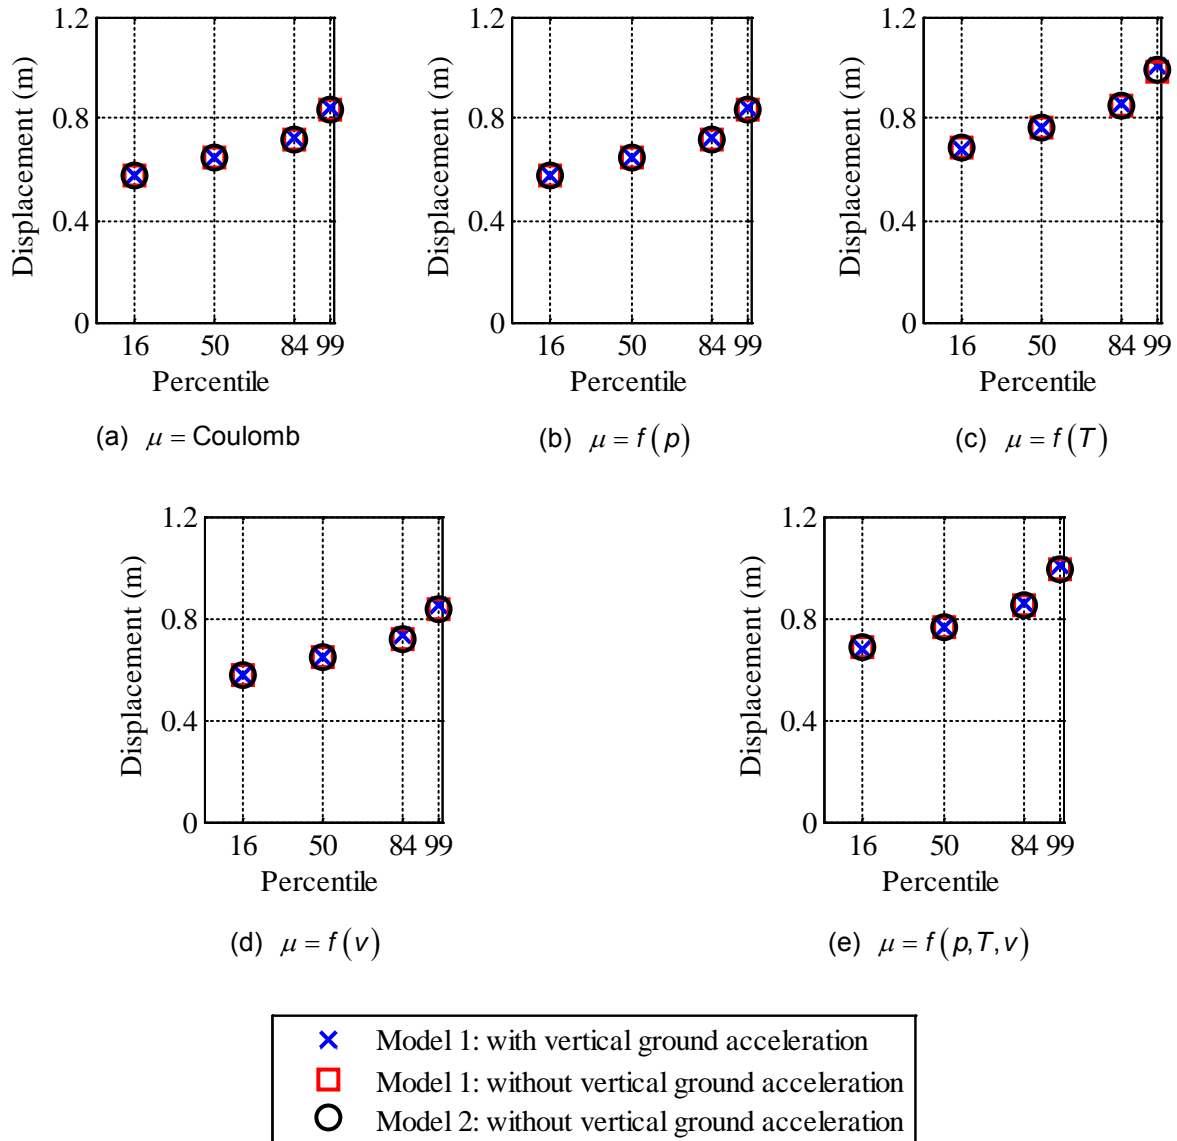 1.2
0.8
0.4
0
Displacement (m)
16 50 84 99
Percentile
(a) μ = Coulomb
1.2
0.8
0.4
0
Displacement (m)
16 50 84 99
Percentile
(b) μ = f(p)
1.2
0.8
0.4
0
Displacement (m)
16 50 84 99
Percentile
(c) μ = f(T)
1.2
0.8
0.4
0
Displacement (m)
16 50 84 99
Percentile
(d) μ = f(v)
1.2
0.8
0.4
0
Displacement (m)
16 50 84 99
Percentile
(e) μ = f(p,T,v)
Model 1: with vertical ground acceleration
Model 1: without vertical ground acceleration
Model 2: without vertical ground acceleration